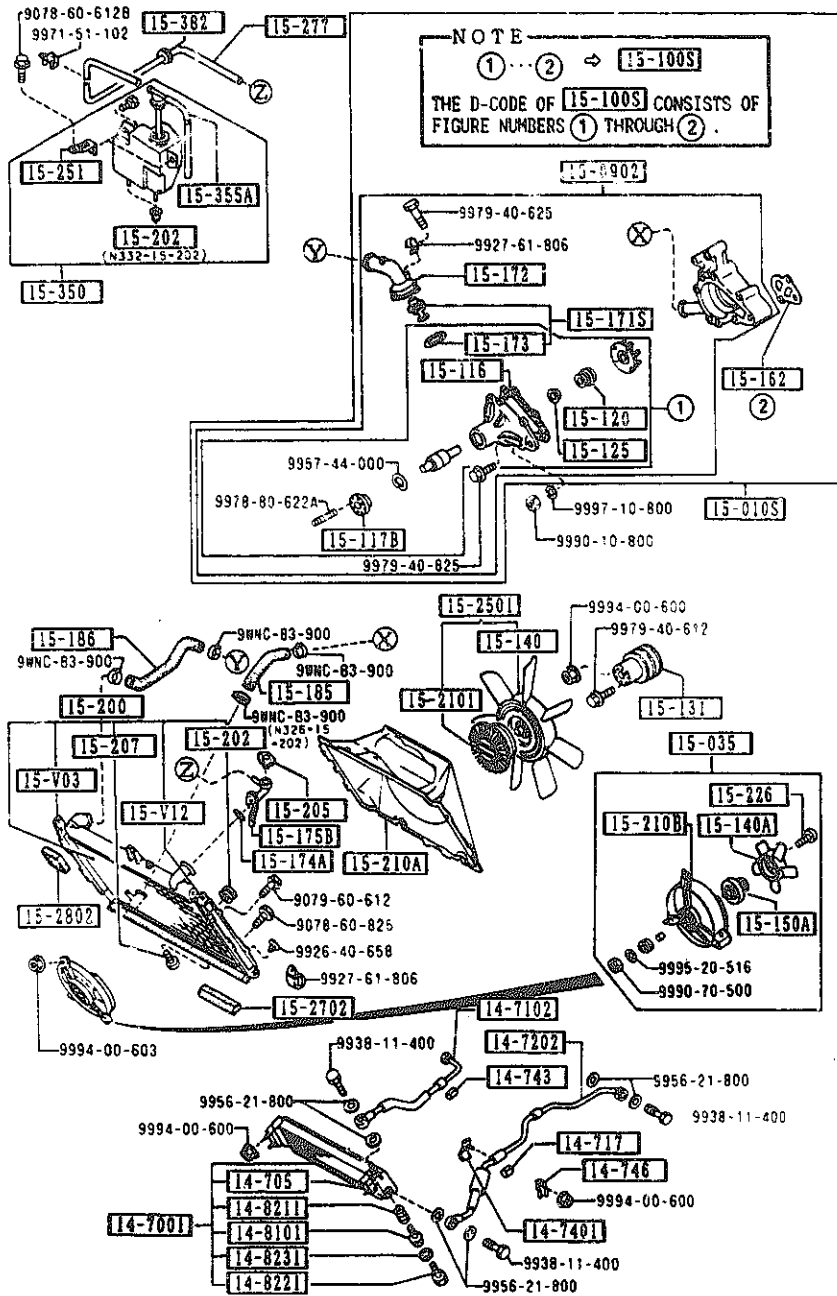 9078-60-612B
9971-51-102
15-382
15-277
Z
15-251
15-355A
15-202
(N332-15-202)
15-350
NOTE
1 ... 2 ⇨ 15-100S
THE D-CODE OF 15-100S CONSISTS OF
FIGURE NUMBERS 1 THROUGH 2 .
9979-40-625
9927-61-806
Y
X
15-172
15-171S
15-173
15-116
15-162
2
15-120
1
15-125
9957-44-000
9978-80-622A
9997-10-800
15-010S
15-117B
9990-10-800
9979-40-825
15-2501
9994-00-600
15-140
9979-40-612
15-186
9WNC-83-900
X
9WNC-83-900
Y
9WNC-83-900
15-185
15-2101
15-131
15-200
9WNC-83-900
(N326-15
-202)
15-207
15-202
15-035
Z
15-V03
15-V12
15-205
15-226
15-210B
15-140A
15-175B
15-174A
15-210A
9079-60-612
15-2802
9078-60-825
15-150A
9926-40-658
9995-20-516
9927-61-806
9990-70-500
15-2702
9994-00-603
14-7102
9938-11-400
14-7202
14-743
9956-21-800
9956-21-800
9938-11-400
9994-00-600
14-717
14-746
14-705
9994-00-600
14-8211
14-7001
14-8101
14-7401
14-8231
9938-11-400
14-8221
9956-21-800